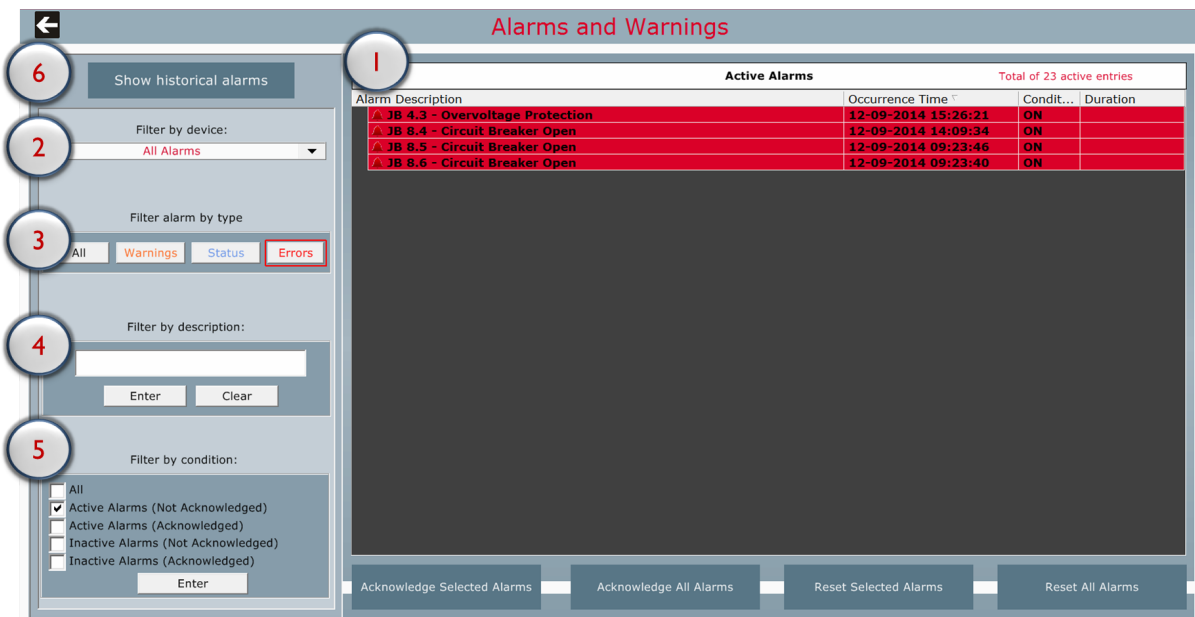 Alarms and Warnings
6
Show historical alarms
1
Active Alarms
Total of 23 active entries
Alarm Description Occurrence Time Condit... Duration
JB 4.3 - Overvoltage Protection 12-09-2014 15:26:21 ON
JB 8.4 - Circuit Breaker Open 12-09-2014 14:09:34 ON
JB 8.5 - Circuit Breaker Open 12-09-2014 09:23:46 ON
JB 8.6 - Circuit Breaker Open 12-09-2014 09:23:40 ON
2
Filter by device:
All Alarms
3
Filter alarm by type
All Warnings Status Errors
4
Filter by description:
Enter Clear
5
Filter by condition:
All
Active Alarms (Not Acknowledged)
Active Alarms (Acknowledged)
Inactive Alarms (Not Acknowledged)
Inactive Alarms (Acknowledged)
Enter
Acknowledge Selected Alarms Acknowledge All Alarms Reset Selected Alarms Reset All Alarms